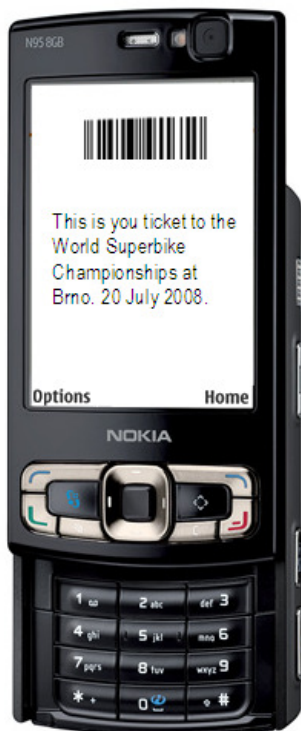 N95 8GB
This is you ticket to the
World Superbike
Championships at
Brno. 20 July 2008.
Options Home
NOKIA
1 2 abc def 3
4 ghi 5 jkl mno 6
7 pqrs 8 tuv wxyz 9
* + 0 #